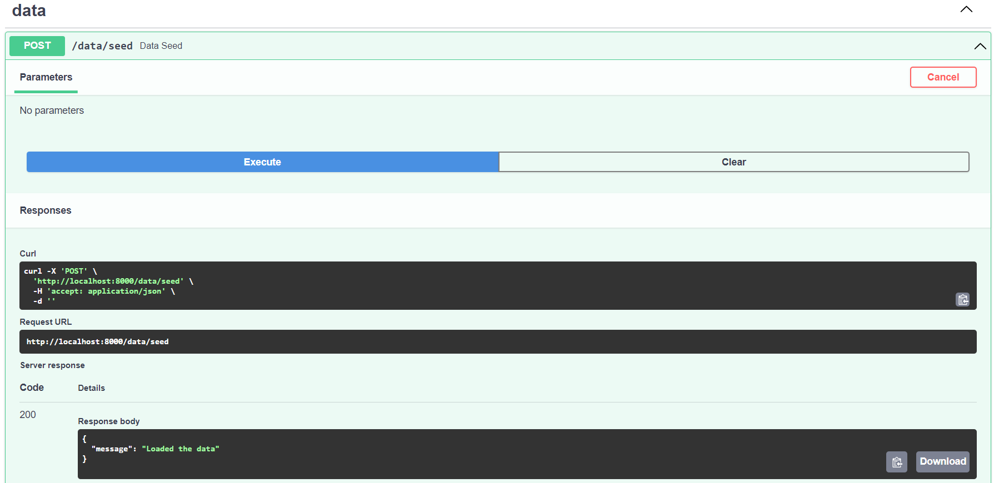 data
POST /data/seed Data Seed
Parameters
Cancel
No parameters
Execute
Clear
Responses
Curl
curl -X 'POST' \
  'http://localhost:8000/data/seed' \
  -H 'accept: application/json' \
  -d ''
Request URL
http://localhost:8000/data/seed
Server response
Code Details
200
Response body
{
  "message": "Loaded the data"
}
Download